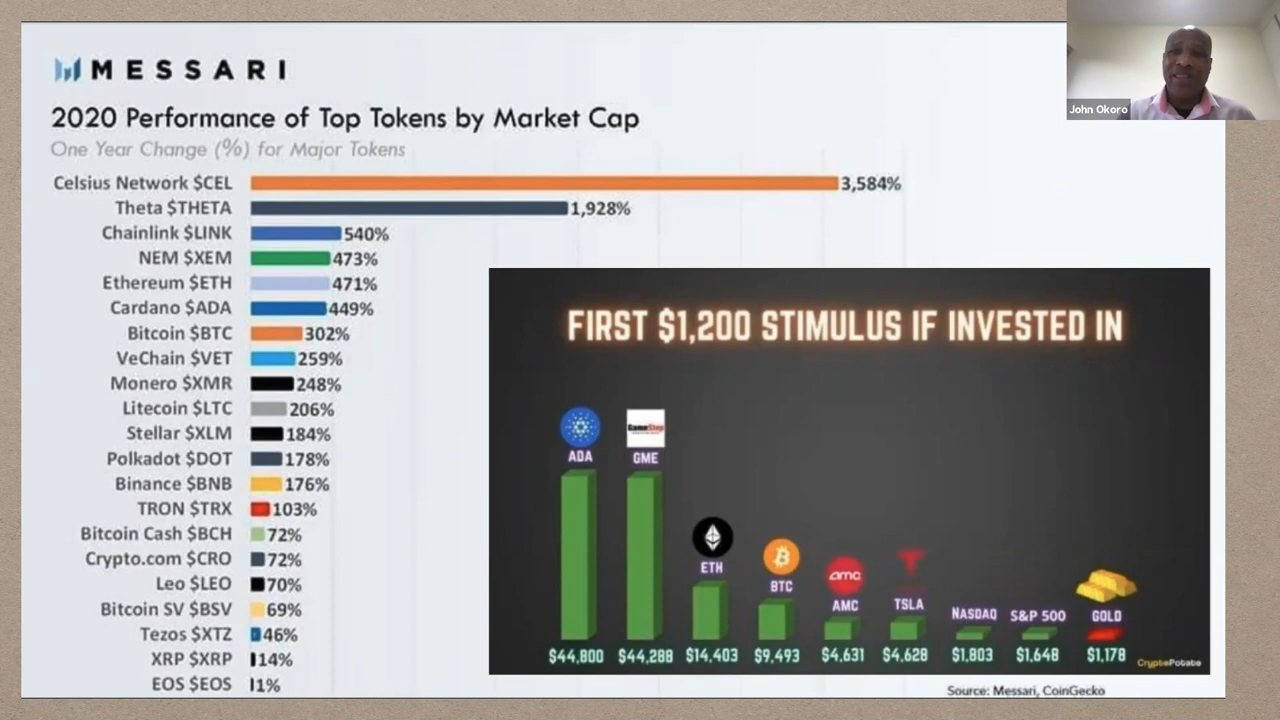 MESSARI
2020 Performance of Top Tokens by Market Cap
One Year Change (%) for Major Tokens
Celsius Network $CEL 3,584%
Theta $THETA 1,928%
Chainlink $LINK 540%
NEM $XEM 473%
Ethereum $ETH 471%
Cardano $ADA 449%
Bitcoin $BTC 302%
VeChain $VET 259%
Monero $XMR 248%
Litecoin $LTC 206%
Stellar $XLM 184%
Polkadot $DOT 178%
Binance $BNB 176%
TRON $TRX 103%
Bitcoin Cash $BCH 72%
Crypto.com $CRO 72%
Leo $LEO 70%
Bitcoin SV $BSV 69%
Tezos $XTZ 46%
XRP $XRP 14%
EOS $EOS 1%
John Okoro
FIRST $1,200 STIMULUS IF INVESTED IN
GameStop
amc
ADA GME ETH BTC AMC TSLA NASDAQ S&P 500 GOLD
$44,800 $44,288 $14,403 $9,493 $4,631 $4,628 $1,803 $1,648 $1,178
CryptoPotato
Source: Messari, CoinGecko